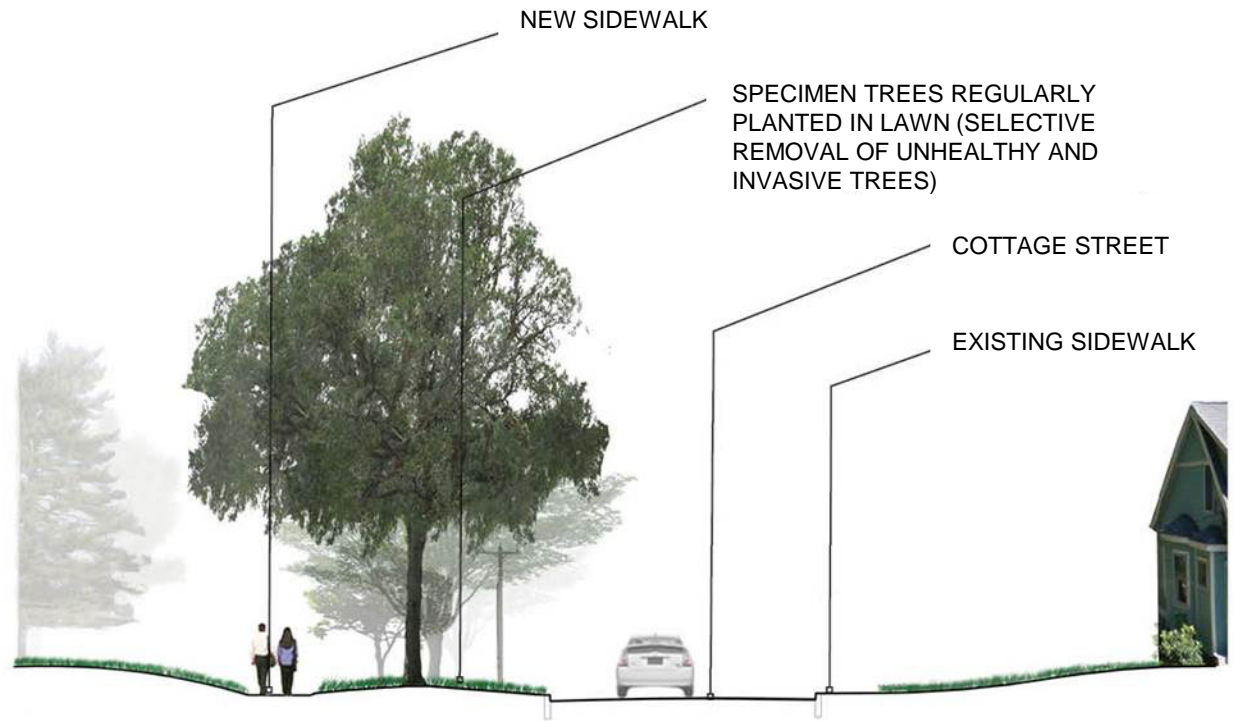 NEW SIDEWALK
SPECIMEN TREES REGULARLY
PLANTED IN LAWN (SELECTIVE
REMOVAL OF UNHEALTHY AND
INVASIVE TREES)
COTTAGE STREET
EXISTING SIDEWALK